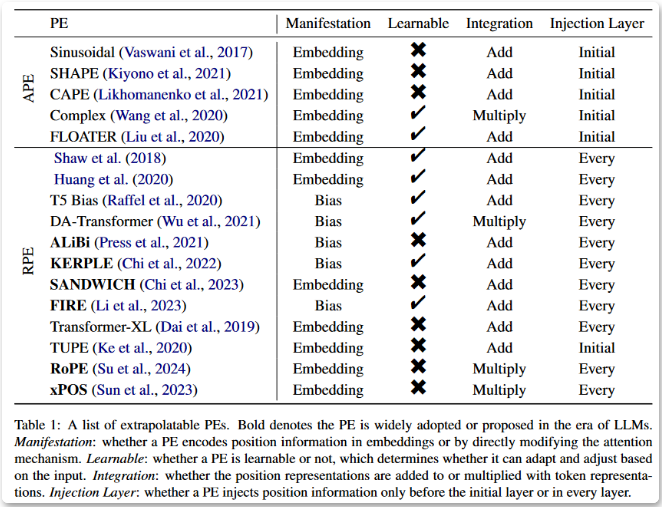 PE Manifestation Learnable Integration Injection Layer
APE
Sinusoidal (Vaswani et al., 2017) Embedding ✖ Add Initial
SHAPE (Kiyono et al., 2021) Embedding ✖ Add Initial
CAPE (Likhomanenko et al., 2021) Embedding ✖ Add Initial
Complex (Wang et al., 2020) Embedding ✔ Multiply Initial
FLOATER (Liu et al., 2020) Embedding ✔ Add Initial
RPE
Shaw et al. (2018) Embedding ✔ Add Every
Huang et al. (2020) Embedding ✔ Add Every
T5 Bias (Raffel et al., 2020) Bias ✔ Add Every
DA-Transformer (Wu et al., 2021) Bias ✔ Multiply Every
ALiBi (Press et al., 2021) Bias ✖ Add Every
KERPLE (Chi et al., 2022) Bias ✔ Add Every
SANDWICH (Chi et al., 2023) Embedding ✖ Add Every
FIRE (Li et al., 2023) Bias ✔ Add Every
Transformer-XL (Dai et al., 2019) Embedding ✖ Add Every
TUPE (Ke et al., 2020) Embedding ✖ Add Initial
RoPE (Su et al., 2024) Embedding ✖ Multiply Every
xPOS (Sun et al., 2023) Embedding ✖ Multiply Every
Table 1: A list of extrapolatable PEs. Bold denotes the PE is widely adopted or proposed in the era of LLMs.
Manifestation: whether a PE encodes position information in embeddings or by directly modifying the attention
mechanism. Learnable: whether a PE is learnable or not, which determines whether it can adapt and adjust based
on the input. Integration: whether the position representations are added to or multiplied with token representa-
tions. Injection Layer: whether a PE injects position information only before the initial layer or in every layer.